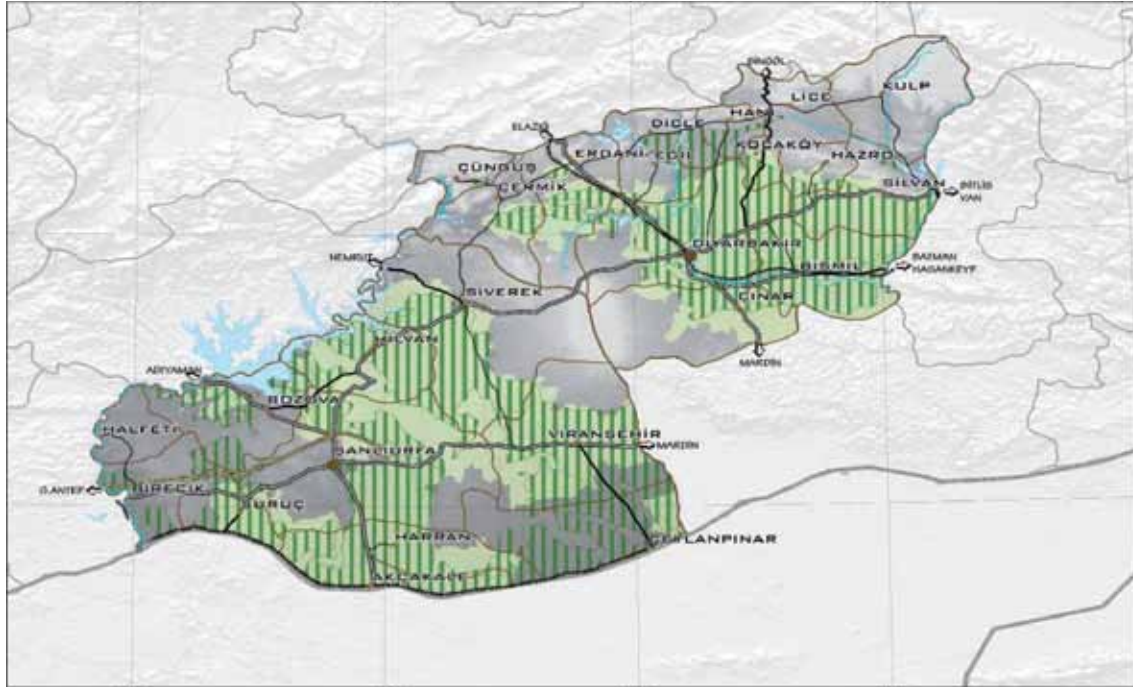 BİNGÖL
LİCE
KULP
HANİ
DİCLE
ELAZIĞ
ERGANİ
EĞİL
KOCAKÖY
HAZRO
ÇÜNGÜŞ
ÇERMİK
SİLVAN
BİTLİS
VAN
DİYARBAKIR
NEMRUT
BİSMİL
BATMAN
HASANKEYF
SİVEREK
ÇINAR
HİLVAN
MARDİN
ADIYAMAN
BOZOVA
HALFETİ
VİRANŞEHİR
MARDİN
ŞANLIURFA
G.ANTEP
BİRECİK
SURUÇ
HARRAN
CEYLANPINAR
AKÇAKALE